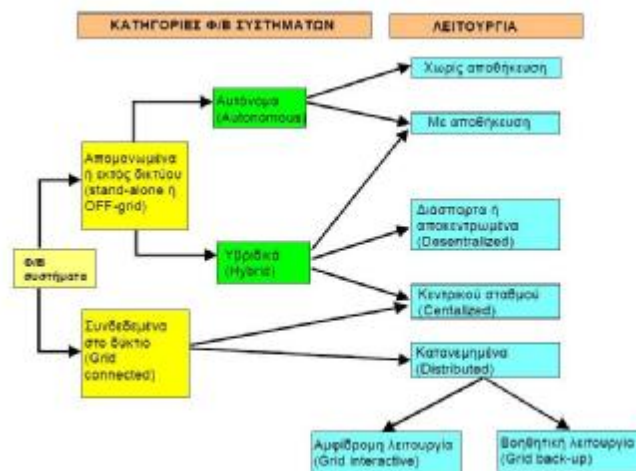 ΚΑΤΗΓΟΡΙΕΣ Φ/Β ΣΥΣΤΗΜΑΤΩΝ
ΛΕΙΤΟΥΡΓΙΑ
Χωρίς αποθήκευση
Αυτόνομα
(Autonomous)
Με αποθήκευση
Απομονωμένα
ή εκτός δικτύου
(stand-alone ή
OFF-grid)
Διάσπορτα ή
αποκεντρωμένα
(Desentralized)
Υβριδικά
(Hybrid)
Φ/Β
συστήματα
Κεντρικού σταθμού
(Centalized)
Συνδεδεμένα
στο δίκτιο
(Grid
connected)
Κατανεμημένα
(Distributed)
Αμφίδρομη λειτουργία
(Grid interactive)
Βοηθητική λειτουργία
(Grid back-up)